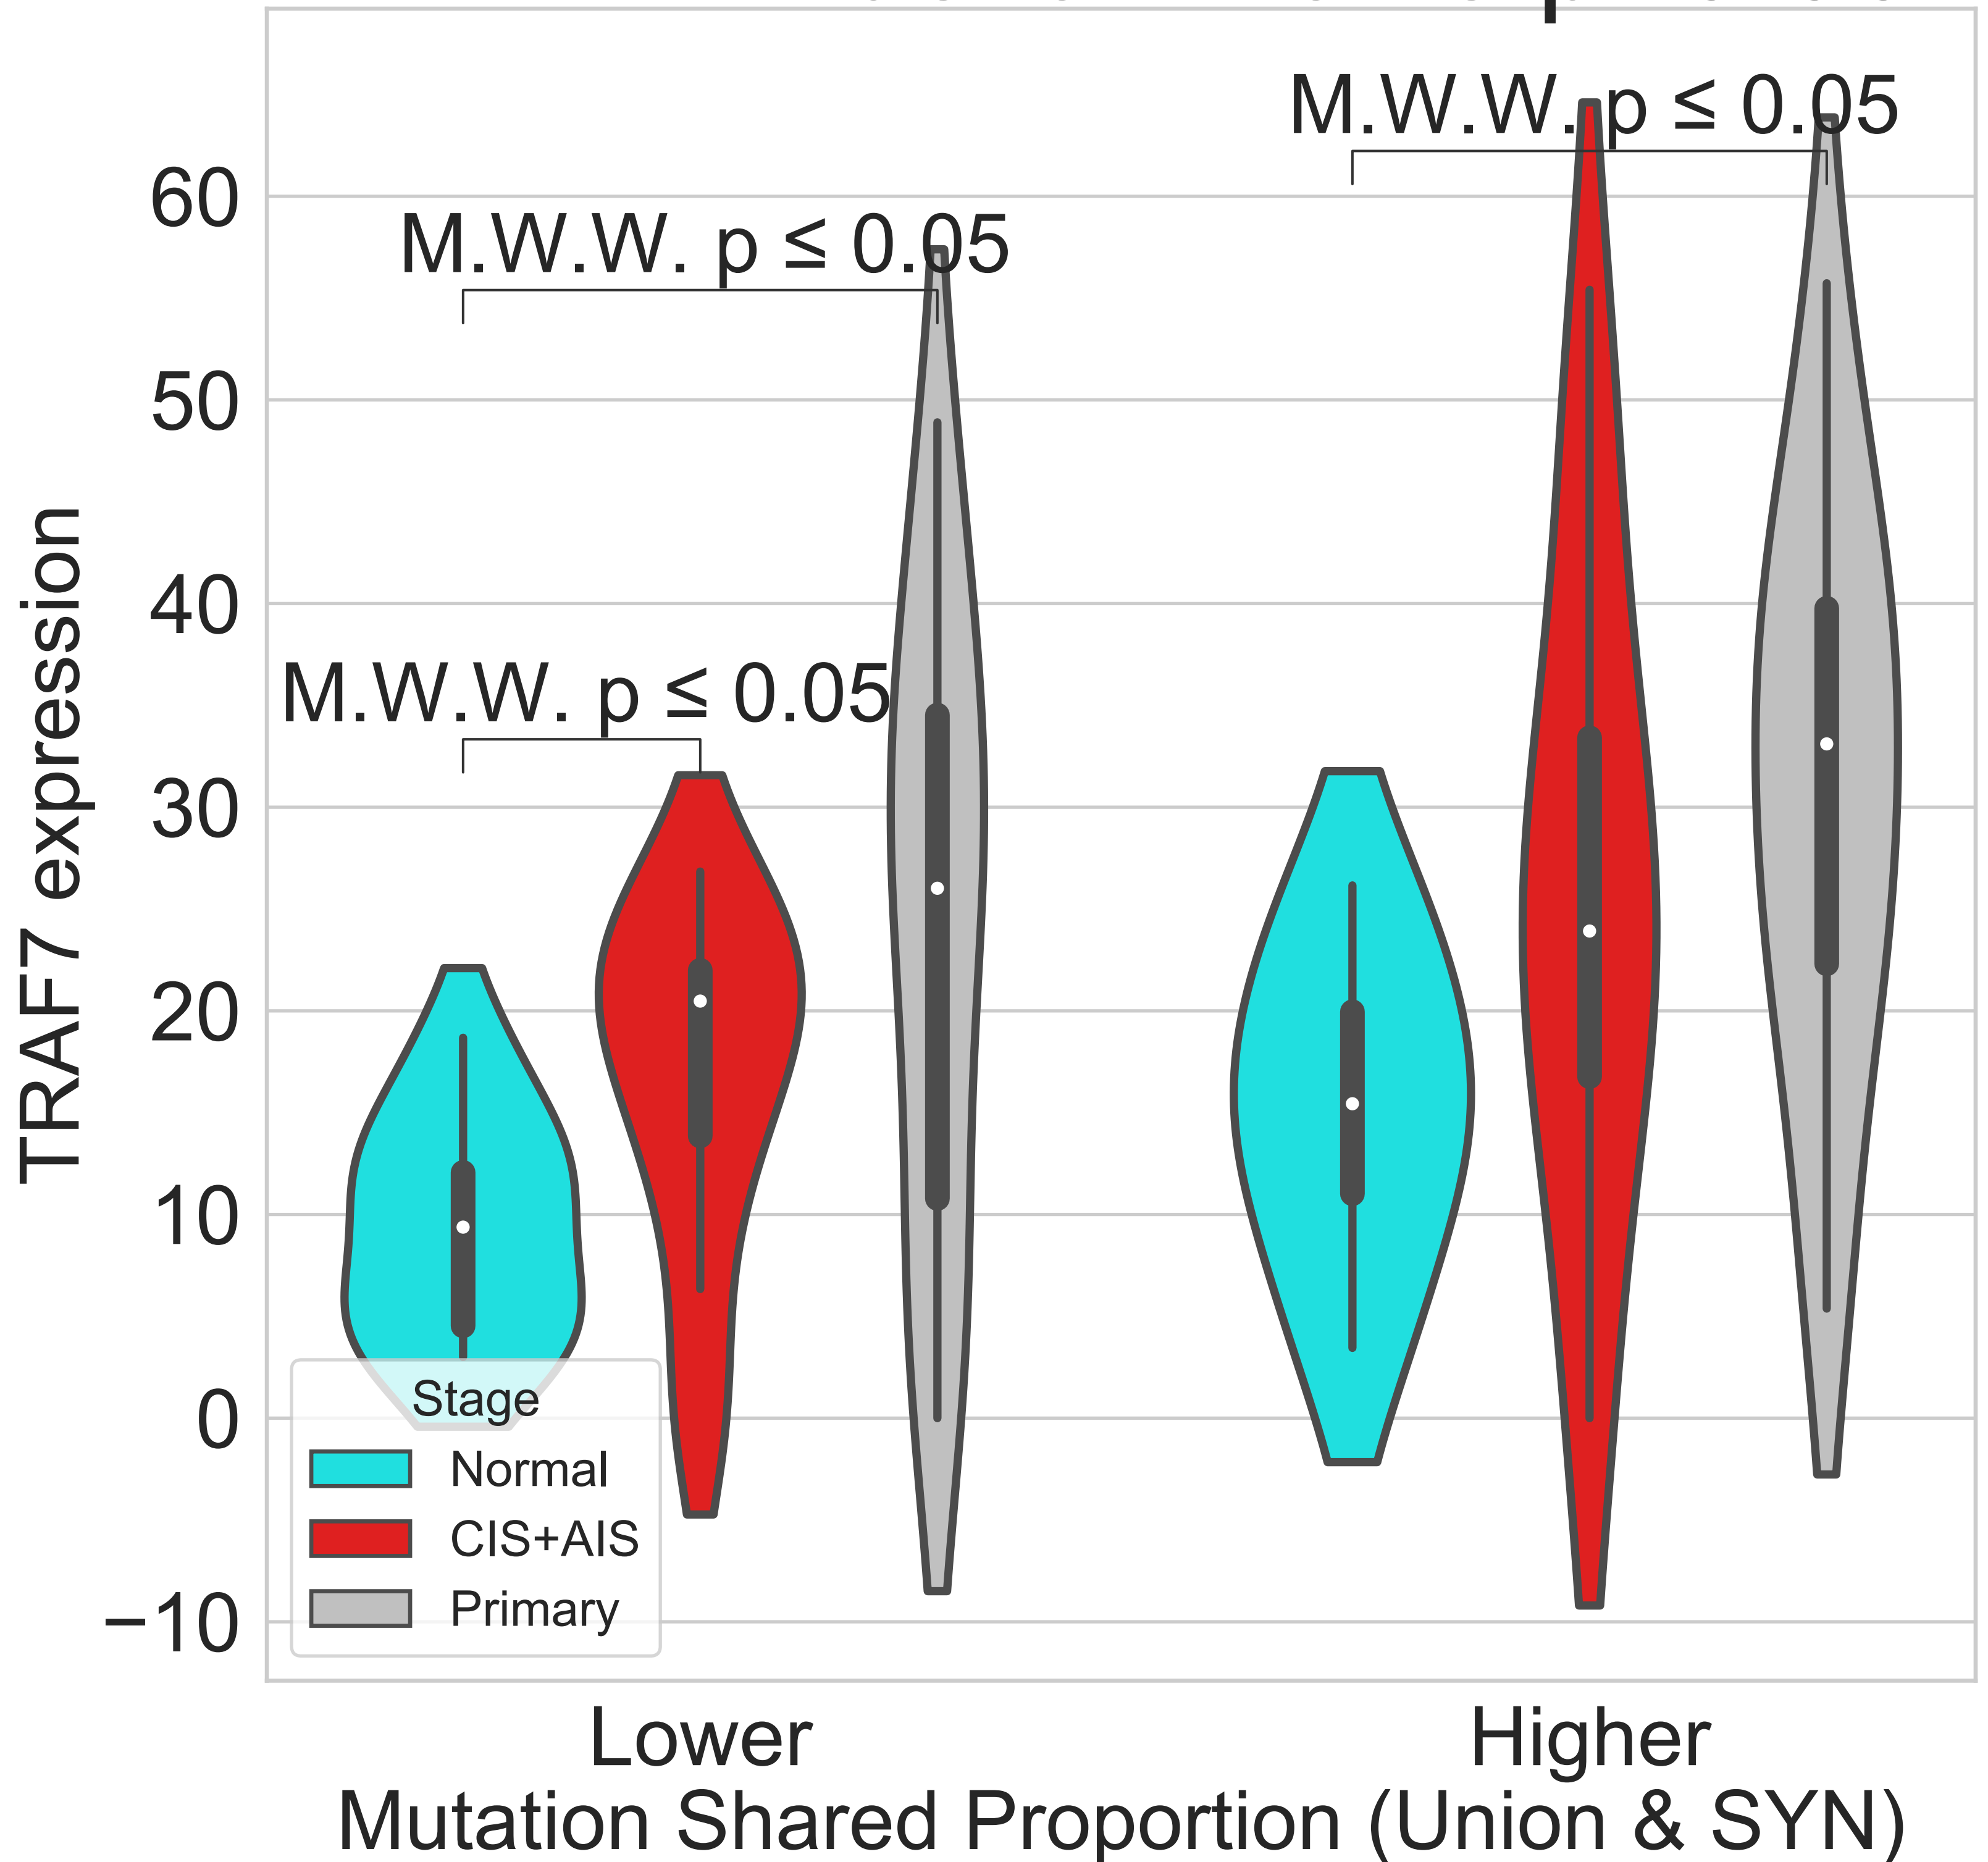 M.W.W. p ≤ 0.05
M.W.W. p ≤ 0.05
M.W.W. p ≤ 0.05
TRAF7 expression
60
50
40
30
20
10
0
−10
Stage
Normal
CIS+AIS
Primary
Lower
Higher
Mutation Shared Proportion (Union & SYN)